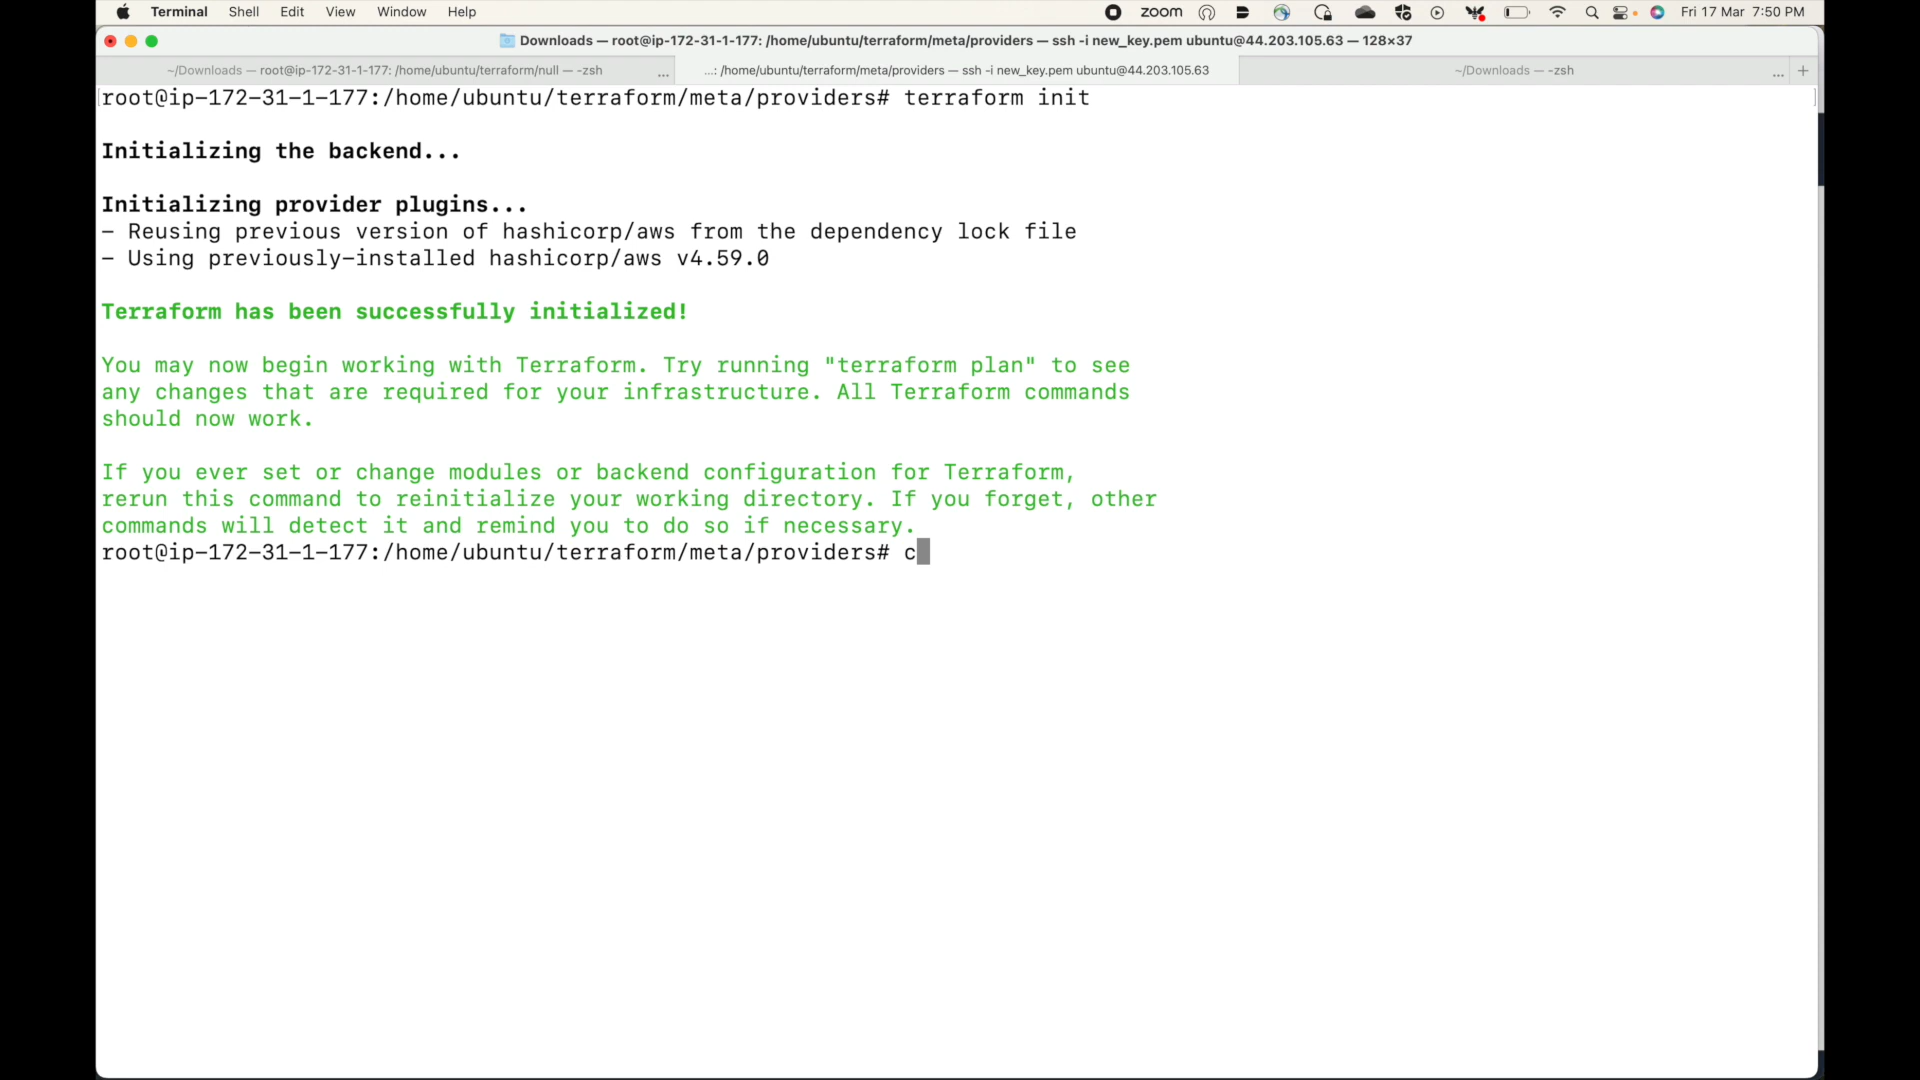 Terminal Shell Edit View Window Help zoom Fri 17 Mar 7:50 PM
Downloads — root@ip-172-31-1-177: /home/ubuntu/terraform/meta/providers — ssh -i new_key.pem ubuntu@44.203.105.63 — 128×37
~/Downloads — root@ip-172-31-1-177: /home/ubuntu/terraform/null — -zsh ... ...: /home/ubuntu/terraform/meta/providers — ssh -i new_key.pem ubuntu@44.203.105.63 ~/Downloads — -zsh ... +
[root@ip-172-31-1-177:/home/ubuntu/terraform/meta/providers# terraform init ]
Initializing the backend...
Initializing provider plugins...
- Reusing previous version of hashicorp/aws from the dependency lock file
- Using previously-installed hashicorp/aws v4.59.0
Terraform has been successfully initialized!
You may now begin working with Terraform. Try running "terraform plan" to see
any changes that are required for your infrastructure. All Terraform commands
should now work.
If you ever set or change modules or backend configuration for Terraform,
rerun this command to reinitialize your working directory. If you forget, other
commands will detect it and remind you to do so if necessary.
root@ip-172-31-1-177:/home/ubuntu/terraform/meta/providers# c